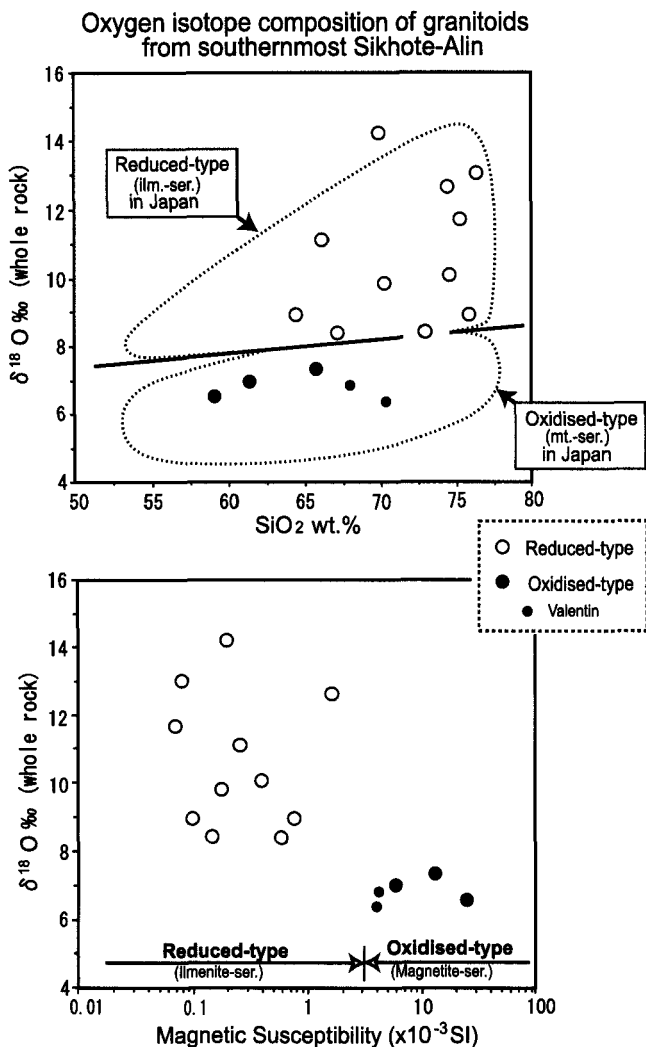 Oxygen isotope composition of granitoids
from southernmost Sikhote-Alin
16
14
12
10
8
6
4
δ¹⁸O‰ (whole rock)
Reduced-type
(ilm.-ser.)
in Japan
Oxidised-type
(mt.-ser.)
in Japan
50 55 60 65 70 75 80
SiO₂ wt.%
Reduced-type
Oxidised-type
Valentin
16
14
12
10
8
6
4
δ¹⁸O‰ (whole rock)
Reduced-type
(Ilmenite-ser.)
Oxidised-type
(Magnetite-ser.)
0.01 0.1 1 10 100
Magnetic Susceptibility (x10⁻³SI)